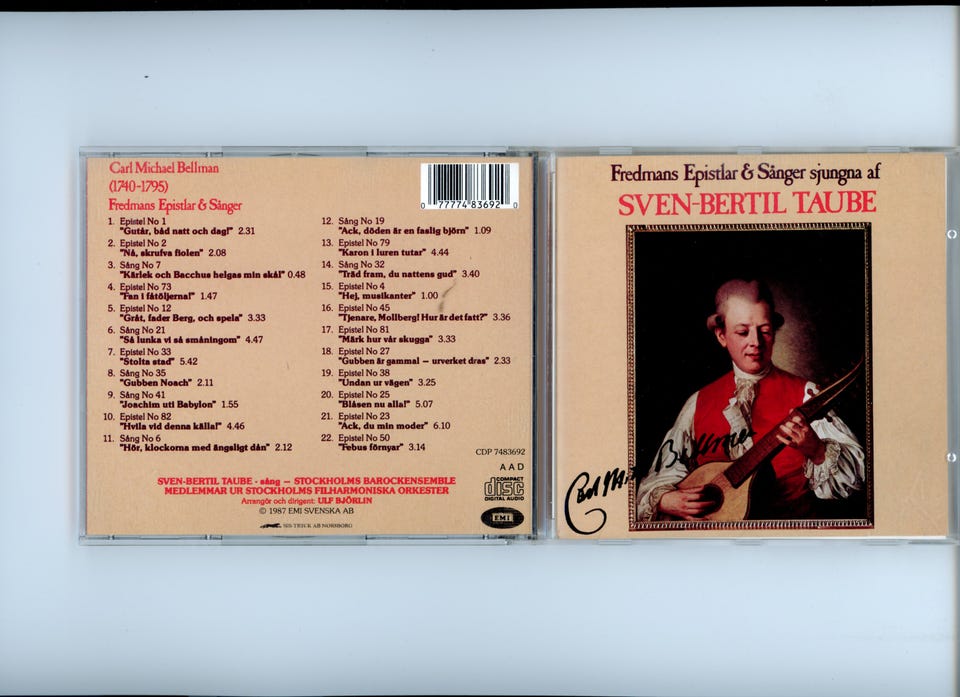 Carl Michael Bellman
(1740-1795)
Fredmans Epistlar & Sånger
0 77774 83692 0
1. Epistel No 1
"Gutår, båd natt och dag!" 2.31
2. Epistel No 2
"Nå, skrufva fiolen" 2.08
3. Sång No 7
"Kärlek och Bacchus helgas min skål" 0.48
4. Epistel No 73
"Fan i fåtöljerna!" 1.47
5. Epistel No 12
"Gråt, fader Berg, och spela" 3.33
6. Sång No 21
"Så lunka vi så småningom" 4.47
7. Epistel No 33
"Stolta stad" 5.42
8. Sång No 35
"Gubben Noach" 2.11
9. Sång No 41
"Joachim uti Babylon" 1.55
10. Epistel No 82
"Hvila vid denna källa!" 4.46
11. Sång No 6
"Hör, klockorna med ängsligt dån" 2.12
12. Sång No 19
"Ack, döden är en faslig björn" 1.09
13. Epistel No 79
"Karon i luren tutar" 4.44
14. Sång No 32
"Träd fram, du nattens gud" 3.40
15. Epistel No 4
"Hej, musikanter" 1.00
16. Epistel No 45
"Tjenare, Mollberg! Hur är det fatt?" 3.36
17. Epistel No 81
"Märk hur vår skugga" 3.33
18. Epistel No 27
"Gubben är gammal – urverket dras" 2.33
19. Epistel No 38
"Undan ur vägen" 3.25
20. Epistel No 25
"Blåsen nu alla!" 5.07
21. Epistel No 23
"Ack, du min moder" 6.10
22. Epistel No 50
"Febus förnyar" 3.14
CDP 7483692
A A D
COMPACT
disc
DIGITAL AUDIO
EMI
SVEN-BERTIL TAUBE - sång – STOCKHOLMS BAROCKENSEMBLE
MEDLEMMAR UR STOCKHOLMS FILHARMONISKA ORKESTER
Arrangör och dirigent: ULF BJÖRLIN
© 1987 EMI SVENSKA AB
SIB-TRYCK AB NORSBORG
Fredmans Epistlar & Sånger sjungna af
SVEN-BERTIL TAUBE
Carl Mic Bellman